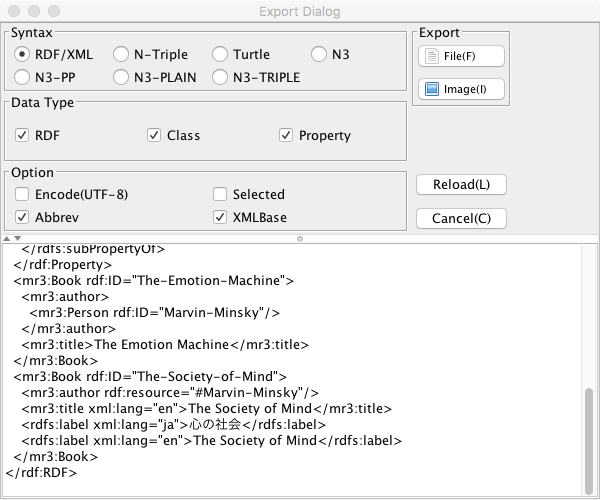 Export Dialog
Syntax
RDF/XML N-Triple Turtle N3
N3-PP N3-PLAIN N3-TRIPLE
Export
File(F)
Image(I)
Data Type
RDF Class Property
Option
Encode(UTF-8) Selected
Abbrev XMLBase
Reload(L)
Cancel(C)
</rdfs:subPropertyOf>
</rdf:Property>
<mr3:Book rdf:ID="The-Emotion-Machine">
<mr3:author>
<mr3:Person rdf:ID="Marvin-Minsky"/>
</mr3:author>
<mr3:title>The Emotion Machine</mr3:title>
</mr3:Book>
<mr3:Book rdf:ID="The-Society-of-Mind">
<mr3:author rdf:resource="#Marvin-Minsky"/>
<mr3:title xml:lang="en">The Society of Mind</mr3:title>
<rdfs:label xml:lang="ja">心の社会</rdfs:label>
<rdfs:label xml:lang="en">The Society of Mind</rdfs:label>
</mr3:Book>
</rdf:RDF>